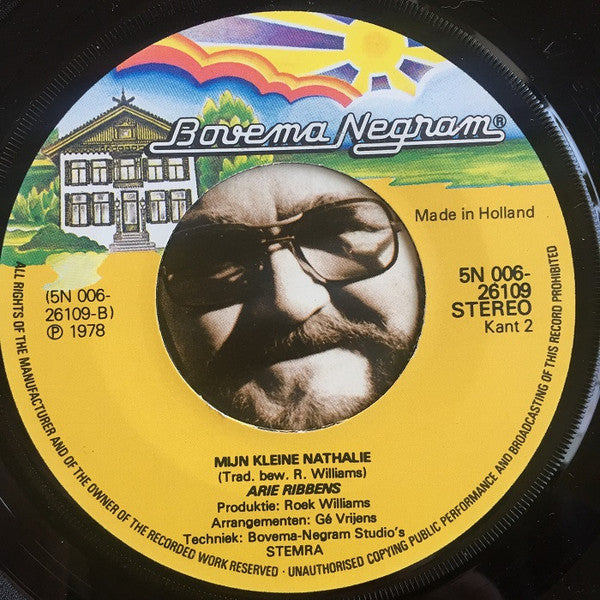 Bovema Negram®
Made in Holland
(5N 006-
26109-B)
Ⓟ 1978
5N 006-
26109
STEREO
Kant 2
MIJN KLEINE NATHALIE
(Trad. bew. R. Williams)
ARIE RIBBENS
Produktie: Roek Williams
Arrangementen: Gé Vrijens
Techniek: Bovema-Negram Studio's
STEMRA
ALL RIGHTS OF THE MANUFACTURER AND OF THE OWNER OF THE RECORDED WORK RESERVED · UNAUTHORISED COPYING PUBLIC PERFORMANCE AND BROADCASTING OF THIS RECORD PROHIBITED